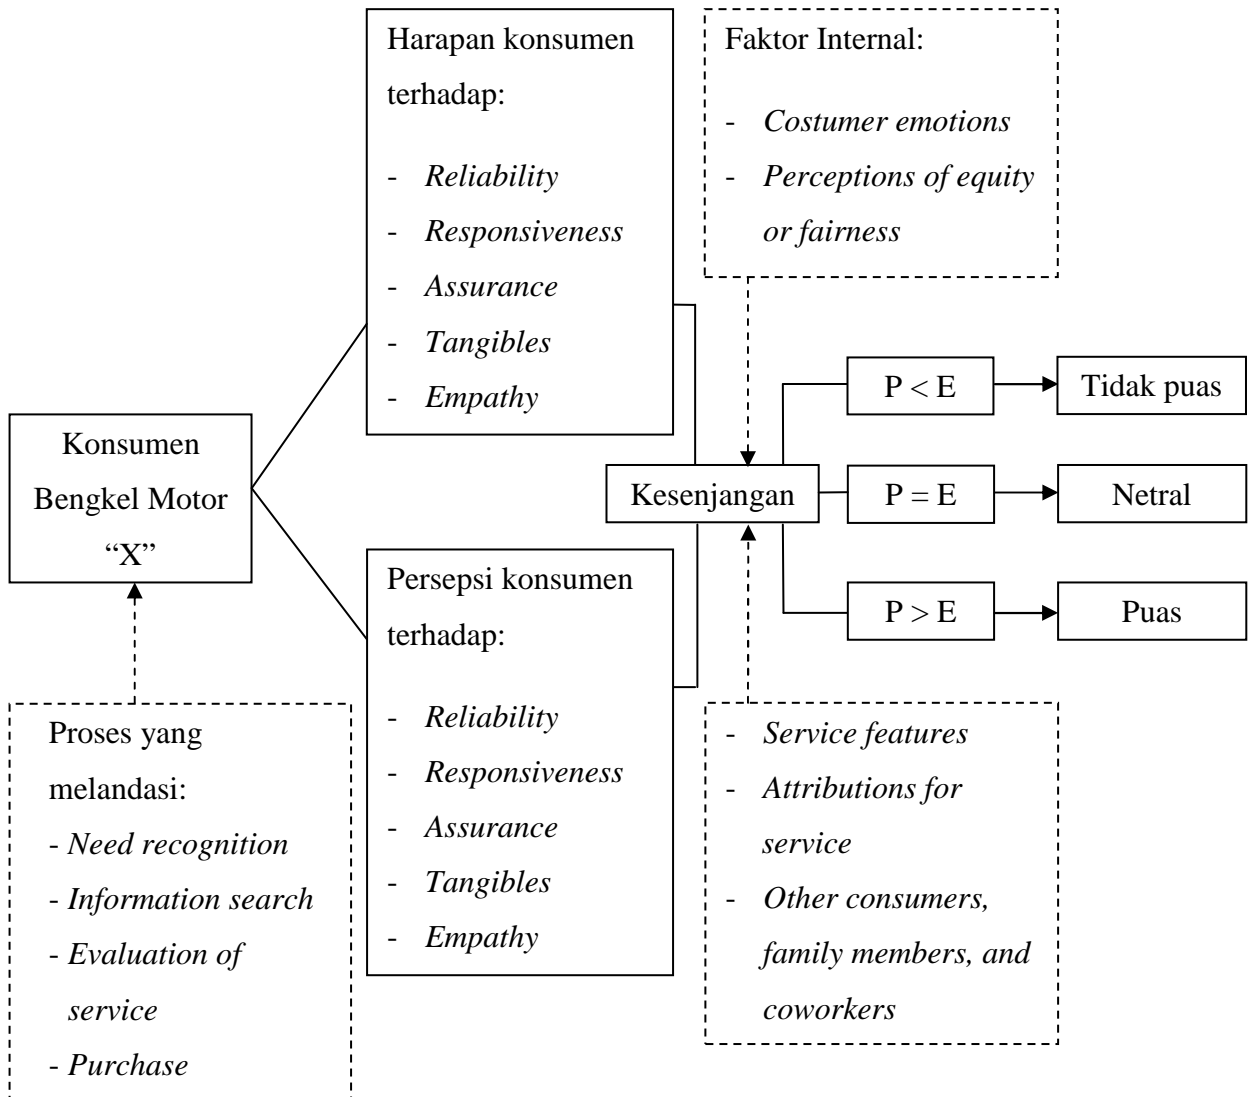 Harapan konsumen
terhadap:
- Reliability
- Responsiveness
- Assurance
- Tangibles
- Empathy
Faktor Internal:
- Costumer emotions
- Perceptions of equity
or fairness
Konsumen
Bengkel Motor
“X”
Kesenjangan
P < E
Tidak puas
P = E
Netral
P > E
Puas
Persepsi konsumen
terhadap:
- Reliability
- Responsiveness
- Assurance
- Tangibles
- Empathy
Proses yang
melandasi:
- Need recognition
- Information search
- Evaluation of
service
- Purchase
- Service features
- Attributions for
service
- Other consumers,
family members, and
coworkers